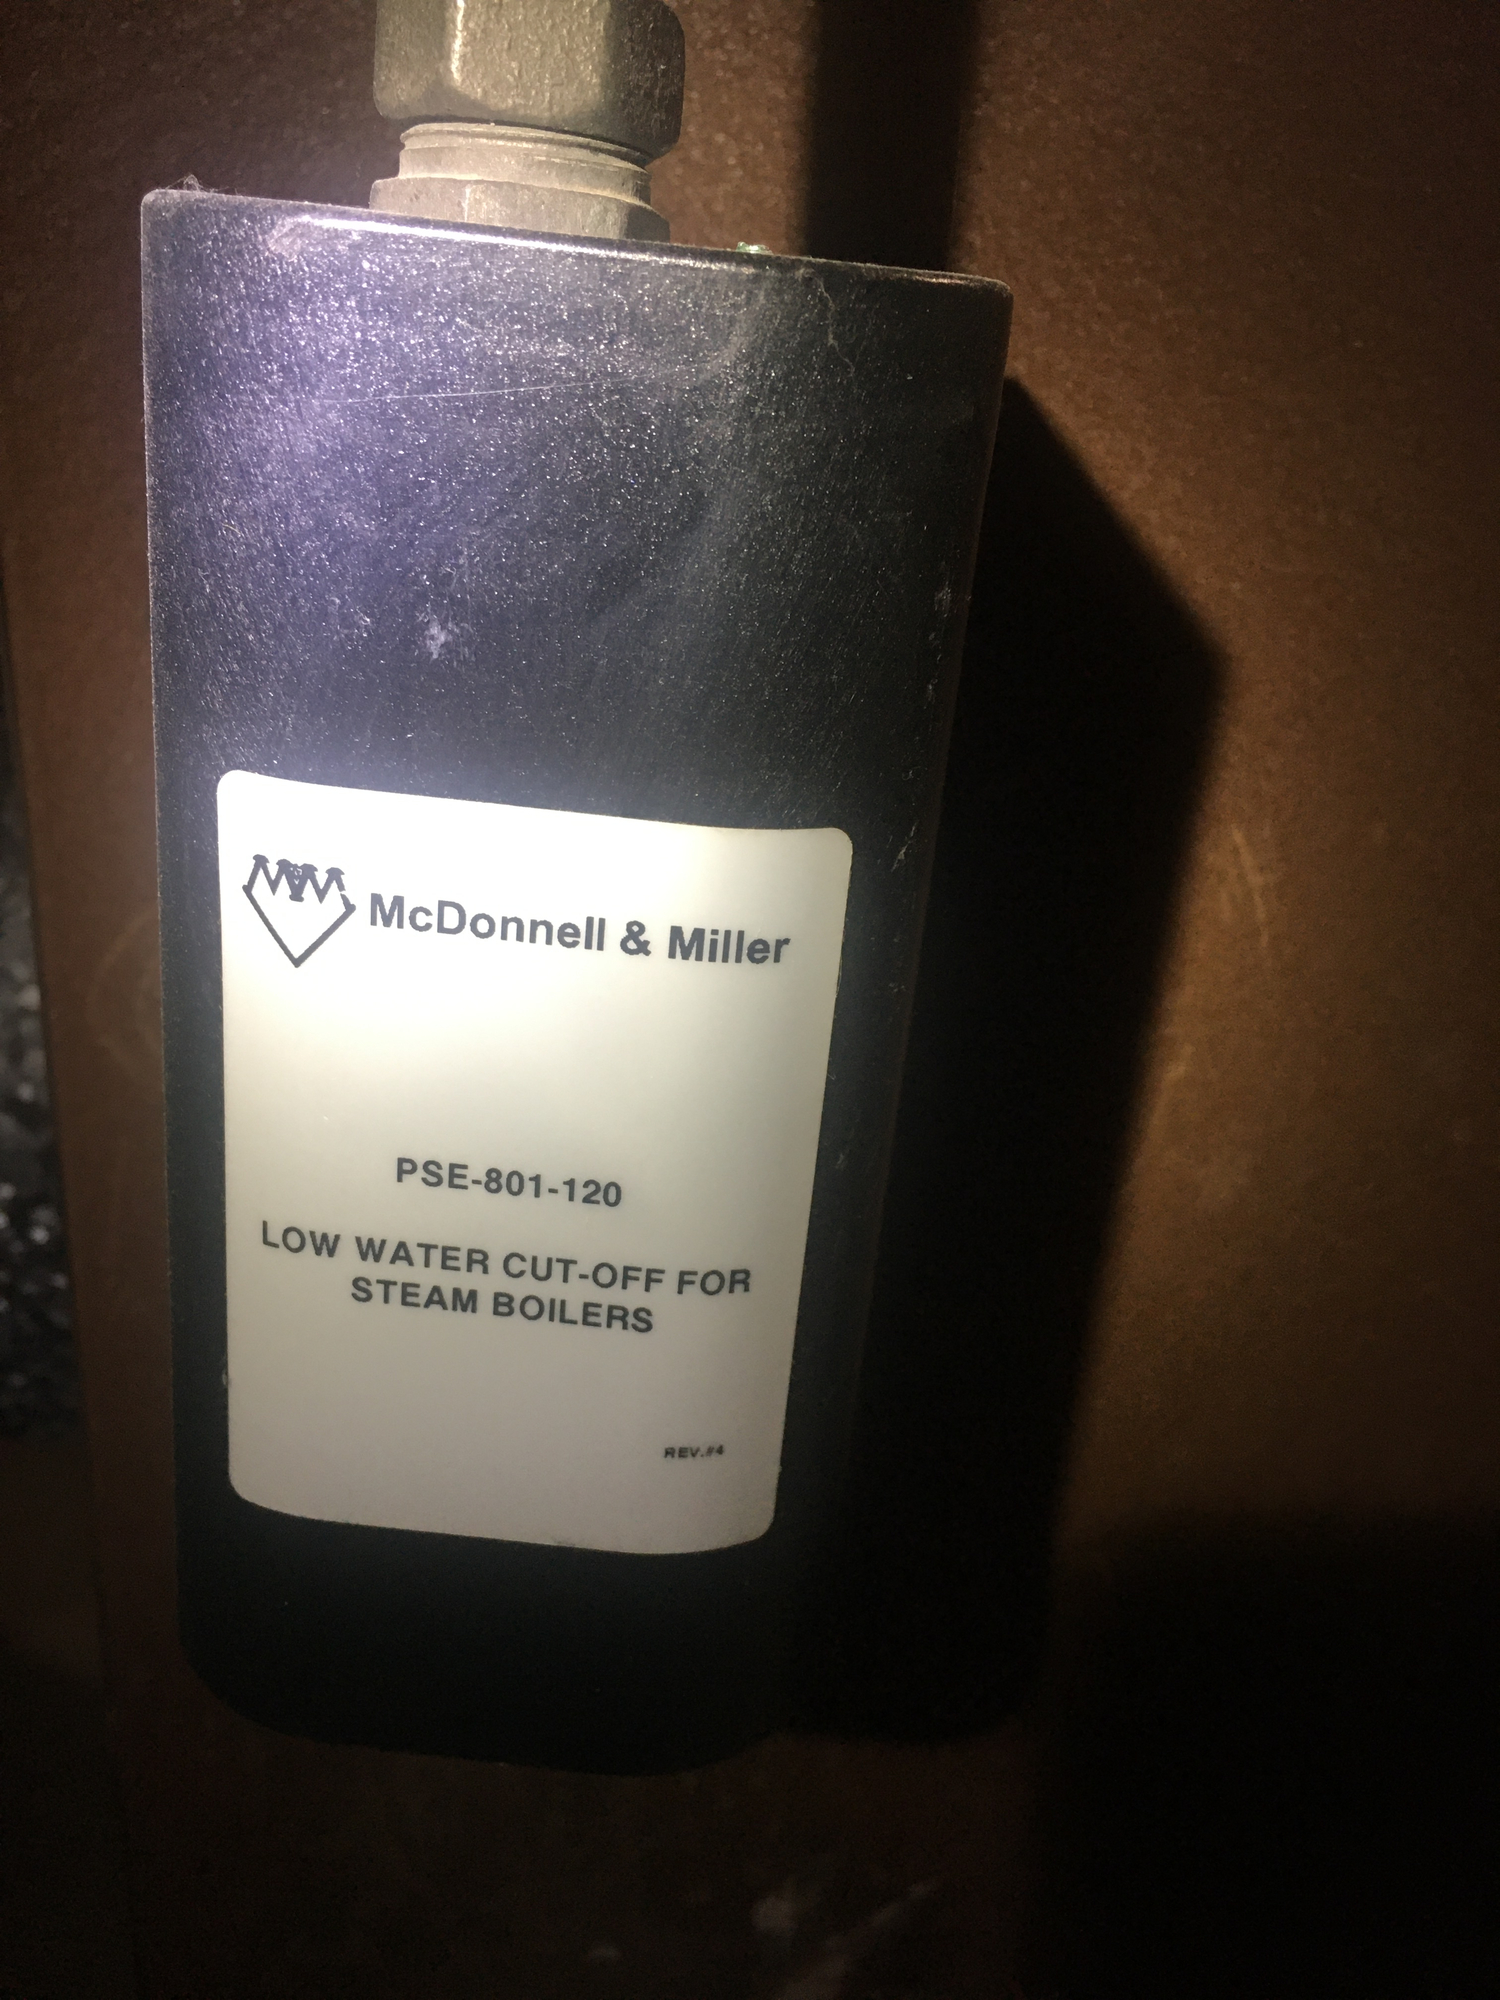 McDonnell & Miller
PSE-801-120
LOW WATER CUT-OFF FOR
STEAM BOILERS
REV.#4